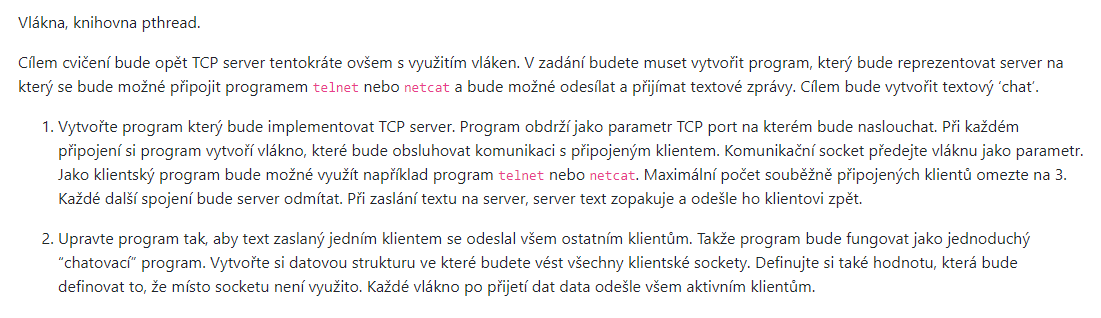 Vlákna, knihovna pthread.
Cílem cvičení bude opět TCP server tentokráte ovšem s využitím vláken. V zadání budete muset vytvořit program, který bude reprezentovat server na
který se bude možné připojit programem telnet nebo netcat a bude možné odesílat a přijímat textové zprávy. Cílem bude vytvořit textový ‘chat’.
1. Vytvořte program který bude implementovat TCP server. Program obdrží jako parametr TCP port na kterém bude naslouchat. Při každém
připojení si program vytvoří vlákno, které bude obsluhovat komunikaci s připojeným klientem. Komunikační socket předejte vláknu jako parametr.
Jako klientský program bude možné využít například program telnet nebo netcat. Maximální počet souběžně připojených klientů omezte na 3.
Každé další spojení bude server odmítat. Při zaslání textu na server, server text zopakuje a odešle ho klientovi zpět.
2. Upravte program tak, aby text zaslaný jedním klientem se odeslal všem ostatním klientům. Takže program bude fungovat jako jednoduchý
“chatovací” program. Vytvořte si datovou strukturu ve které budete vést všechny klientské sockety. Definujte si také hodnotu, která bude
definovat to, že místo socketu není využito. Každé vlákno po přijetí dat data odešle všem aktivním klientům.